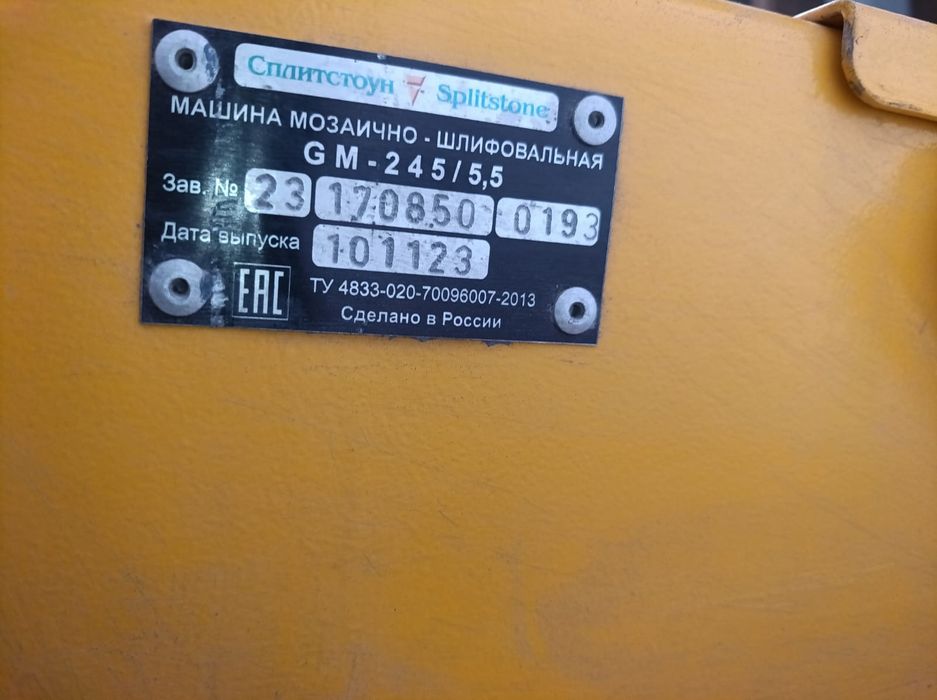 Сплитстоун Splitstone
МАШИНА МОЗАИЧНО - ШЛИФОВАЛЬНАЯ
GM-245/5,5
Зав. № 23 170850 0193
Дата выпуска 101123
EAC ТУ 4833-020-70096007-2013
Сделано в России